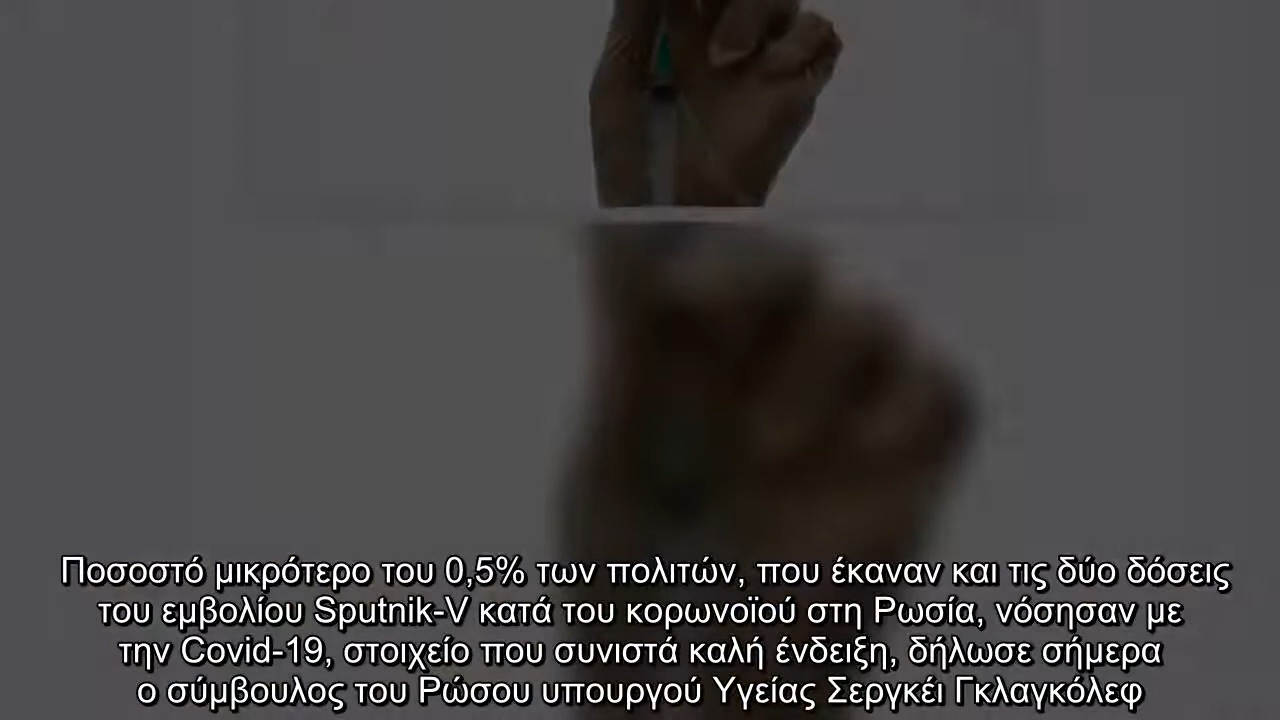 Ποσοστό μικρότερο του 0,5% των πολιτών, που έκαναν και τις δύο δόσεις
του εμβολίου Sputnik-V κατά του κορωνοϊού στη Ρωσία, νόσησαν με
την Covid-19, στοιχείο που συνιστά καλή ένδειξη, δήλωσε σήμερα
ο σύμβουλος του Ρώσου υπουργού Υγείας Σεργκέι Γκλαγκόλεφ